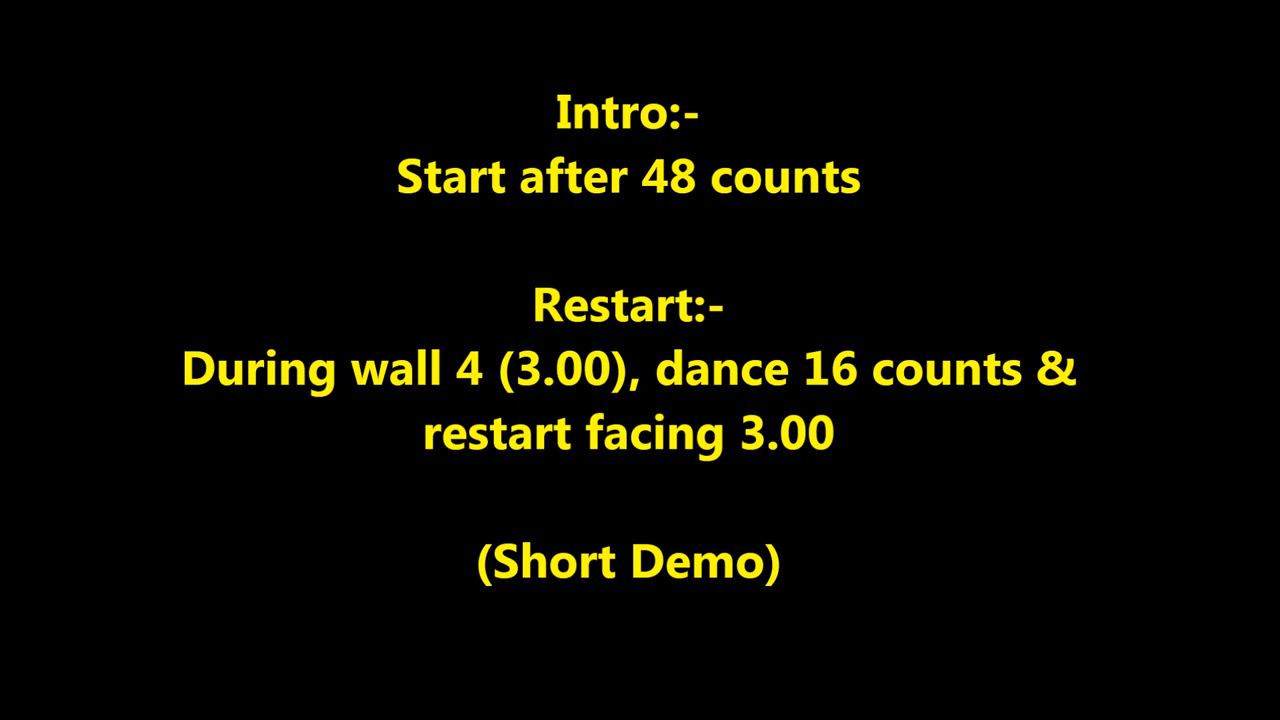 Intro:-
Start after 48 counts
Restart:-
During wall 4 (3.00), dance 16 counts &
restart facing 3.00
(Short Demo)